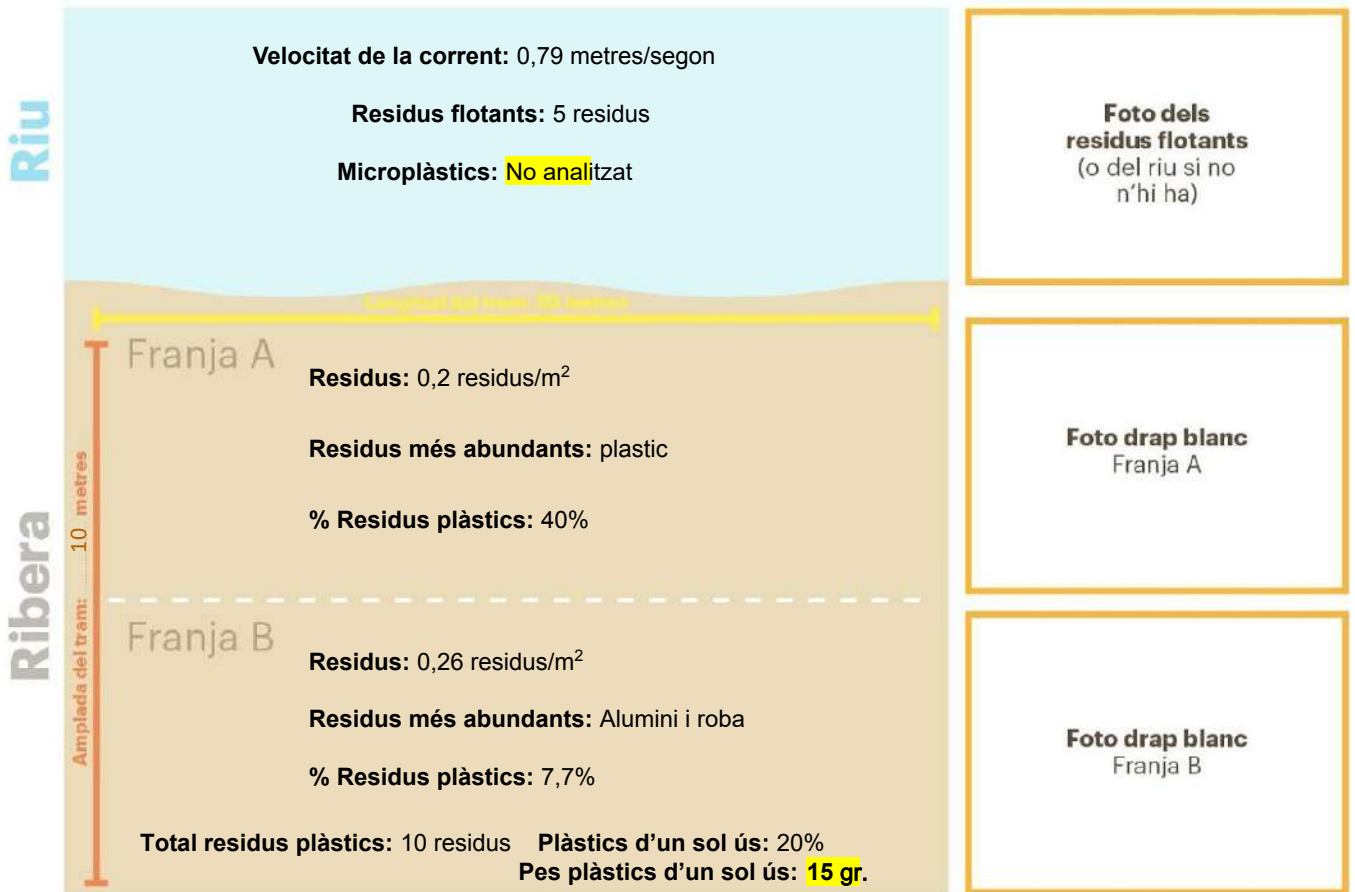 Riu
Velocitat de la corrent: 0,79 metres/segon
Residus flotants: 5 residus
Microplàstics: No analitzat
Foto dels
residus flotants
(o del riu si no
n'hi ha)
Ribera
Longitud del tram: metres
Amplada del tram: ......10.. metres
Franja A
Residus: 0,2 residus/m²
Residus més abundants: plastic
% Residus plàstics: 40%
Foto drap blanc
Franja A
Franja B
Residus: 0,26 residus/m²
Residus més abundants: Alumini i roba
% Residus plàstics: 7,7%
Foto drap blanc
Franja B
Total residus plàstics: 10 residus Plàstics d'un sol ús: 20%
Pes plàstics d'un sol ús: 15 gr.